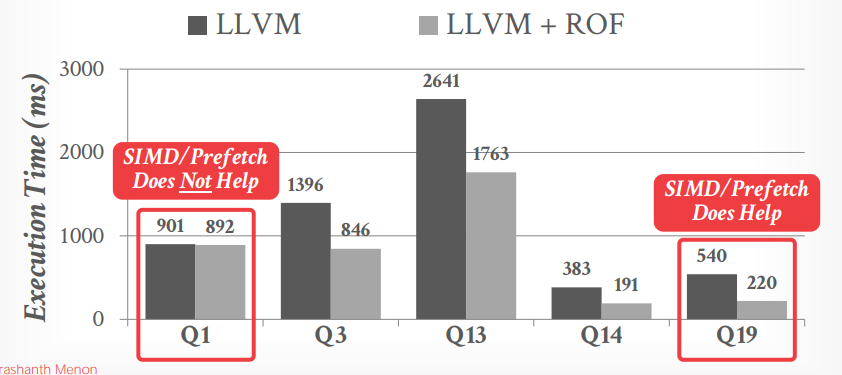 LLVM
LLVM + ROF
Execution Time (ms)
3000
2000
1000
0
SIMD/Prefetch
Does Not Help
901
892
1396
846
2641
1763
383
191
SIMD/Prefetch
Does Help
540
220
Q1
Q3
Q13
Q14
Q19
rashanth Menon